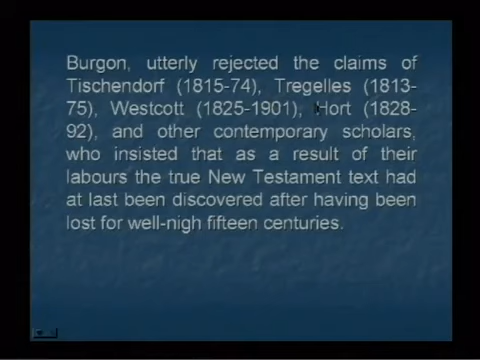 Burgon, utterly rejected the claims of
Tischendorf (1815-74), Tregelles (1813-
75), Westcott (1825-1901), Hort (1828-
92), and other contemporary scholars,
who insisted that as a result of their
labours the true New Testament text had
at last been discovered after having been
lost for well-nigh fifteen centuries.